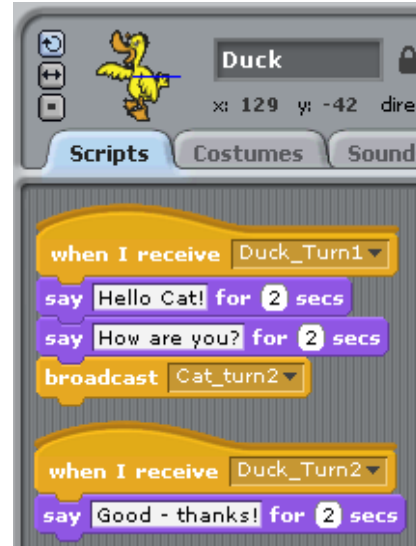 Duck
x: 129 y: -42 dire
Scripts Costumes Sound
when I receive Duck_Turn1
say Hello Cat! for 2 secs
say How are you? for 2 secs
broadcast Cat_turn2
when I receive Duck_Turn2
say Good - thanks! for 2 secs